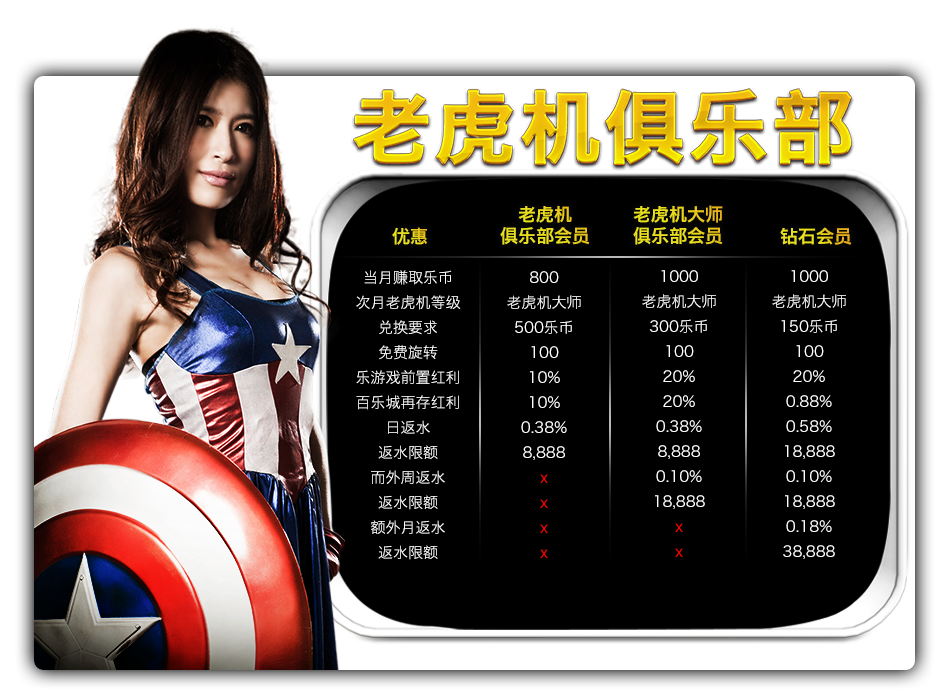 老虎机俱乐部
优惠 老虎机俱乐部会员 老虎机大师俱乐部会员 钻石会员
当月赚取乐币 800 1000 1000
次月老虎机等级 老虎机大师 老虎机大师 老虎机大师
兑换要求 500乐币 300乐币 150乐币
免费旋转 100 100 100
乐游戏前置红利 10% 20% 20%
百乐城再存红利 10% 20% 0.88%
日返水 0.38% 0.38% 0.58%
返水限额 8,888 8,888 18,888
而外周返水 x 0.10% 0.10%
返水限额 x 18,888 18,888
额外月返水 x x 0.18%
返水限额 x x 38,888